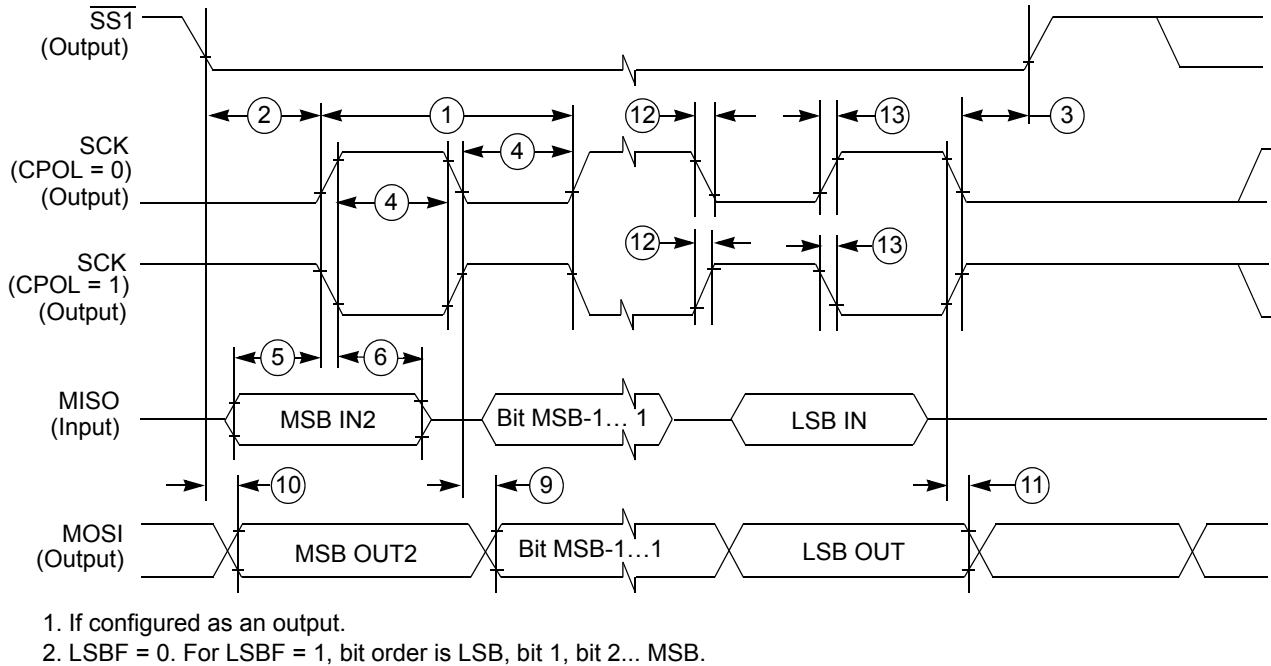 SS1
(Output)
2
1
12
13
3
SCK
(CPOL = 0)
(Output)
4
4
12
13
SCK
(CPOL = 1)
(Output)
5
6
MISO
(Input)
MSB IN2
Bit MSB-1… 1
LSB IN
10
9
11
MOSI
(Output)
MSB OUT2
Bit MSB-1…1
LSB OUT
1. If configured as an output.
2. LSBF = 0. For LSBF = 1, bit order is LSB, bit 1, bit 2... MSB.